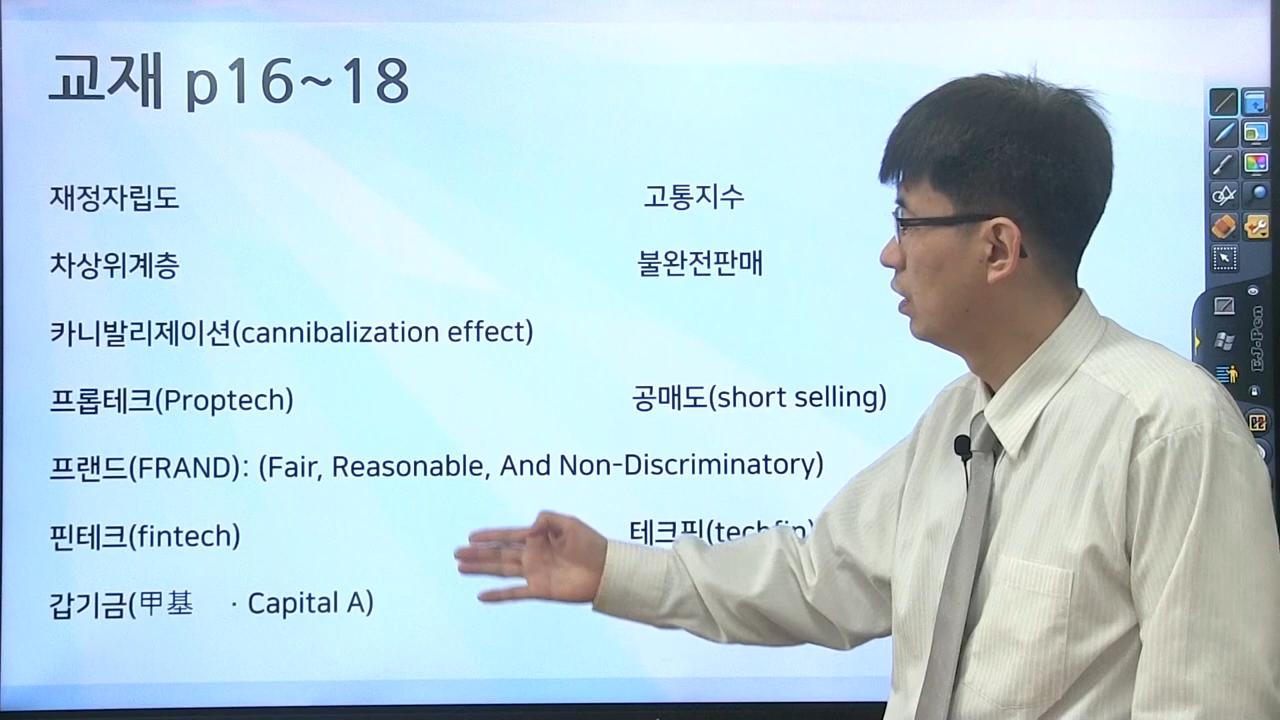 교재 p16~18
재정자립도 고통지수
차상위계층 불완전판매
카니발리제이션(cannibalization effect)
프롭테크(Proptech) 공매도(short selling)
프랜드(FRAND): (Fair, Reasonable, And Non-Discriminatory)
핀테크(fintech) 테크핀(techfin)
갑기금(甲基 · Capital A)
EJ-Pen